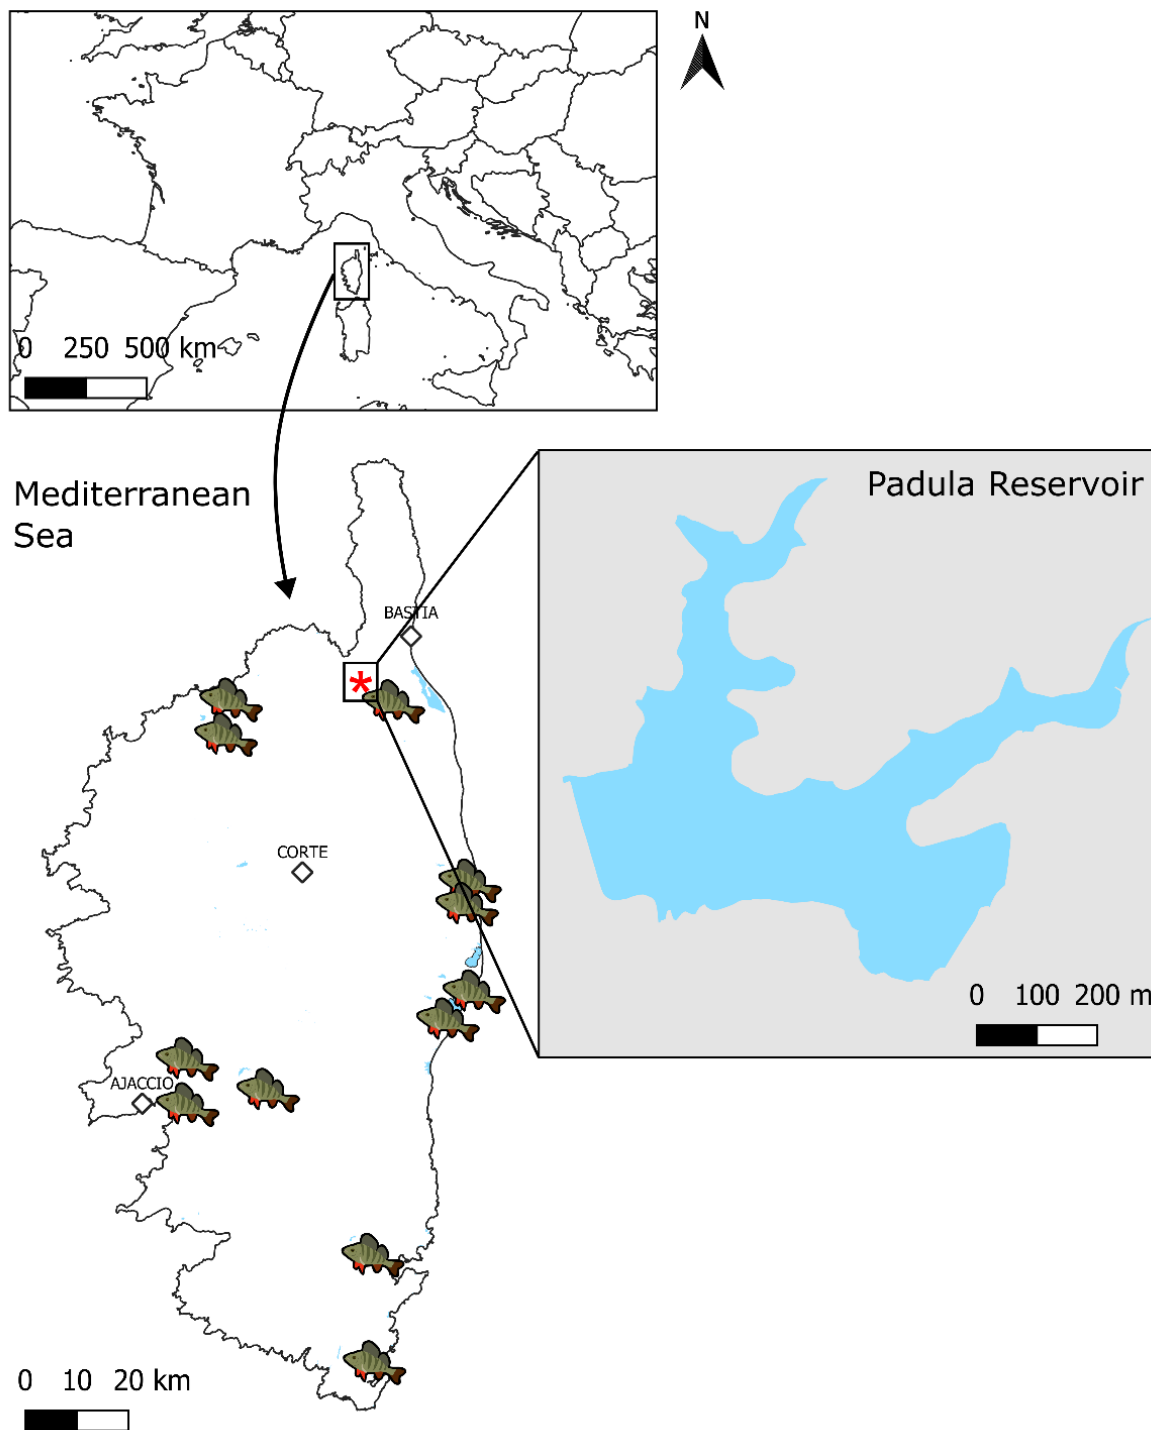 N
0 250 500 km
Mediterranean
Sea
Padula Reservoir
BASTIA
*
CORTE
0 100 200 m
AJACCIO
0 10 20 km